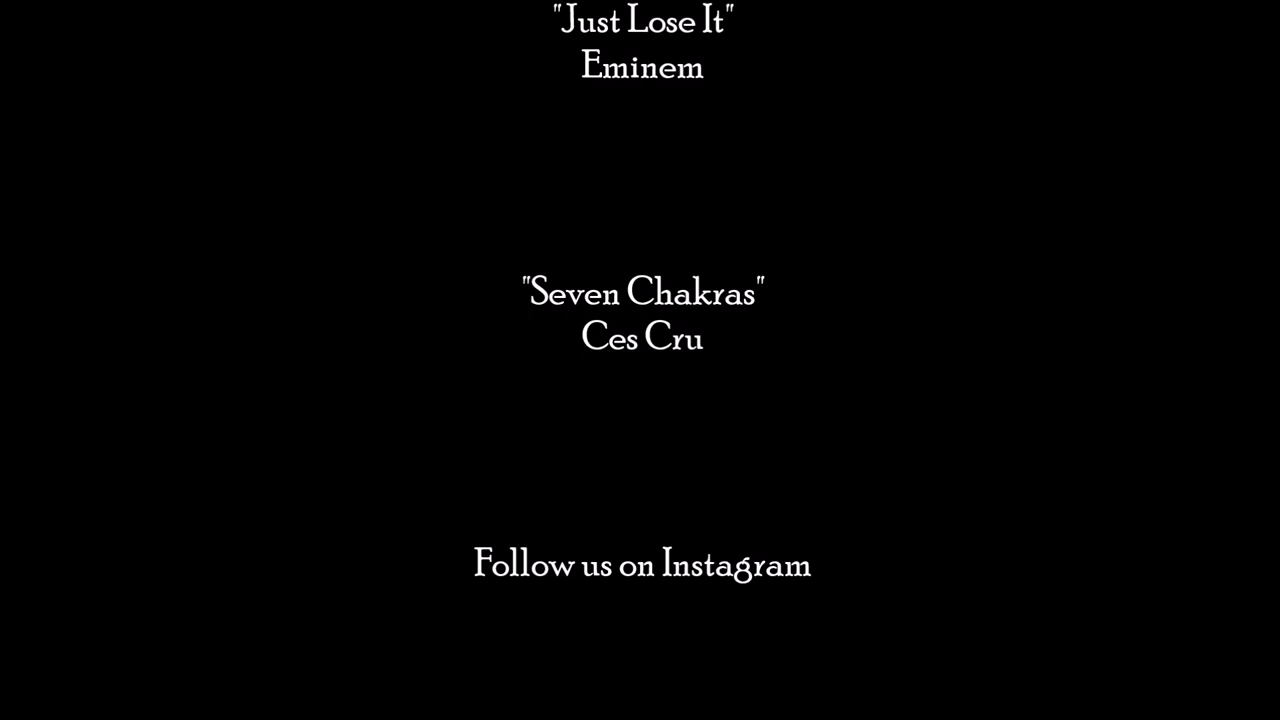 "Just Lose It"
Eminem
"Seven Chakras"
Ces Cru
Follow us on Instagram